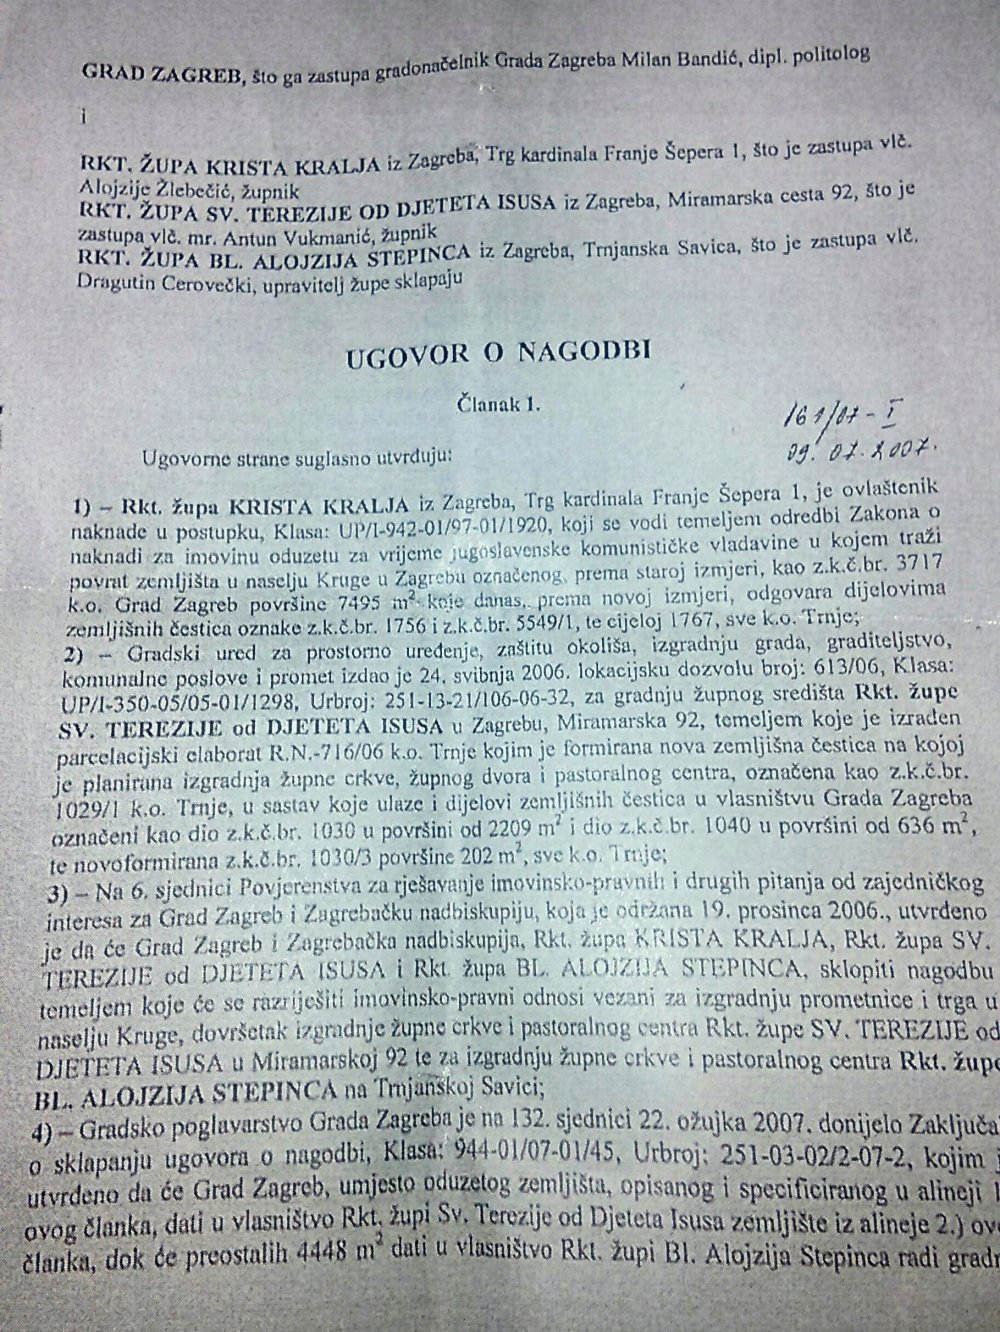 GRAD ZAGREB, što ga zastupa gradonačelnik Grada Zagreba Milan Bandić, dipl. politolog
i
RKT. ŽUPA KRISTA KRALJA iz Zagreba, Trg kardinala Franje Šepera 1, što je zastupa vlč.
Alojzije Žlebečić, župnik
RKT. ŽUPA SV. TEREZIJE OD DJETETA ISUSA iz Zagreba, Miramarska cesta 92, što je
zastupa vlč. mr. Antun Vukmanić, župnik
RKT. ŽUPA BL. ALOJZIJA STEPINCA iz Zagreba, Trnjanska Savica, što je zastupa vlč.
Dragutin Cerovečki, upravitelj župe sklapaju
UGOVOR O NAGODBI
Članak 1.
161/07-I
09. 07. 2007.
Ugovorne strane suglasno utvrđuju:
1) – Rkt. župa KRISTA KRALJA iz Zagreba, Trg kardinala Franje Šepera 1, je ovlaštenik
naknade u postupku, Klasa: UP/I-942-01/97-01/1920, koji se vodi temeljem odredbi Zakona o
naknadi za imovinu oduzetu za vrijeme jugoslavenske komunističke vladavine u kojem traži
povrat zemljišta u naselju Kruge u Zagrebu označenog, prema staroj izmjeri, kao z.k.č.br. 3717
k.o. Grad Zagreb površine 7495 m² koje danas, prema novoj izmjeri, odgovara dijelovima
zemljišnih čestica oznake z.k.č.br. 1756 i z.k.č.br. 5549/1, te cijeloj 1767, sve k.o. Trnje;
2) – Gradski ured za prostorno uređenje, zaštitu okoliša, izgradnju grada, graditeljstvo,
komunalne poslove i promet izdao je 24. svibnja 2006. lokacijsku dozvolu broj: 613/06, Klasa:
UP/I-350-05/05-01/1298, Urbroj: 251-13-21/106-06-32, za gradnju župnog središta Rkt. župe
SV. TEREZIJE od DJETETA ISUSA u Zagrebu, Miramarska 92, temeljem koje je izrađen
parcelacijski elaborat R.N.-716/06 k.o. Trnje kojim je formirana nova zemljišna čestica na kojoj
je planirana izgradnja župne crkve, župnog dvora i pastoralnog centra, označena kao z.k.č.br.
1029/1 k.o. Trnje, u sastav koje ulaze i dijelovi zemljišnih čestica u vlasništvu Grada Zagreba
označeni kao dio z.k.č.br. 1030 u površini od 2209 m² i dio z.k.č.br. 1040 u površini od 636 m²,
te novoformirana z.k.č.br. 1030/3 površine 202 m², sve k.o. Trnje;
3) – Na 6. sjednici Povjerenstva za rješavanje imovinsko-pravnih i drugih pitanja od zajedničkog
interesa za Grad Zagreb i Zagrebačku nadbiskupiju, koja je održana 19. prosinca 2006., utvrđeno
je da će Grad Zagreb i Zagrebačka nadbiskupija, Rkt. župa KRISTA KRALJA, Rkt. župa SV.
TEREZIJE od DJETETA ISUSA i Rkt. župa BL. ALOJZIJA STEPINCA, sklopiti nagodbu
temeljem koje će se razriješiti imovinsko-pravni odnosi vezani za izgradnju prometnice i trga u
naselju Kruge, dovršetak izgradnje župne crkve i pastoralnog centra Rkt. župe SV. TEREZIJE od
DJETETA ISUSA u Miramarskoj 92 te za izgradnju župne crkve i pastoralnog centra Rkt. župe
BL. ALOJZIJA STEPINCA na Trnjanskoj Savici;
4) – Gradsko poglavarstvo Grada Zagreba je na 132. sjednici 22. ožujka 2007. donijelo Zaključa
o sklapanju ugovora o nagodbi, Klasa: 944-01/07-01/45, Urbroj: 251-03-02/2-07-2, kojim j
utvrđeno da će Grad Zagreb, umjesto oduzetog zemljišta, opisanog i specificiranog u alineji 1
ovog članka, dati u vlasništvo Rkt. župi Sv. Terezije od Djeteta Isusa zemljište iz alineje 2.) ovo
članka, dok će preostalih 4448 m² dati u vlasništvo Rkt. župi Bl. Alojzija Stepinca radi gradn